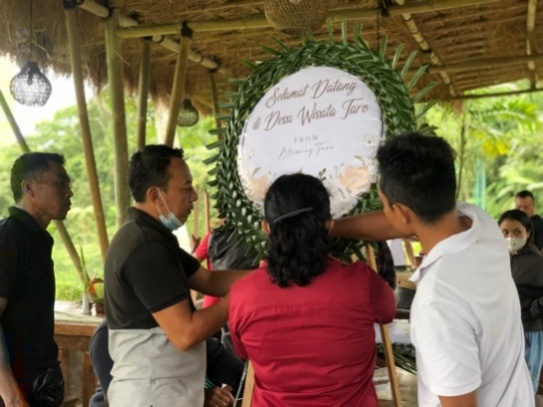 Selamat Datang
di Desa Wisata Taro
FROM